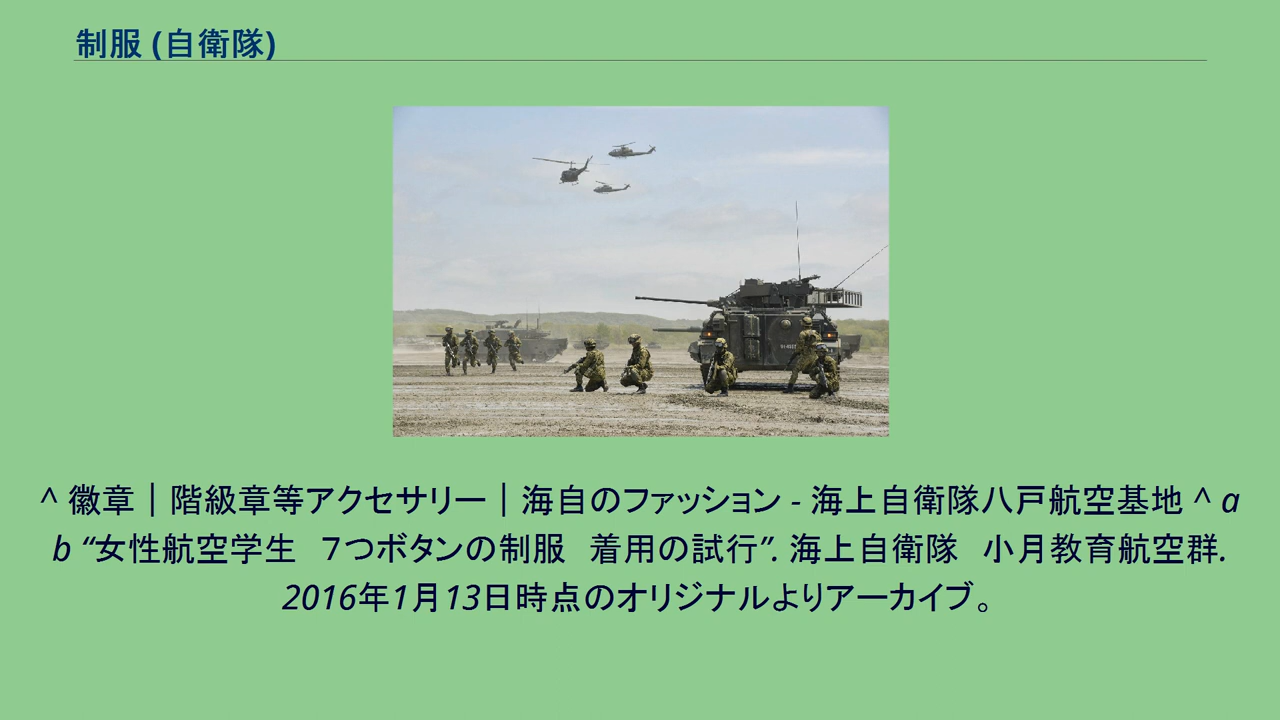 制服 (自衛隊)
^ 徽章｜階級章等アクセサリー｜海自のファッション - 海上自衛隊八戸航空基地 ^ a
b “女性航空学生　７つボタンの制服　着用の試行”. 海上自衛隊　小月教育航空群.
2016年1月13日時点のオリジナルよりアーカイブ。